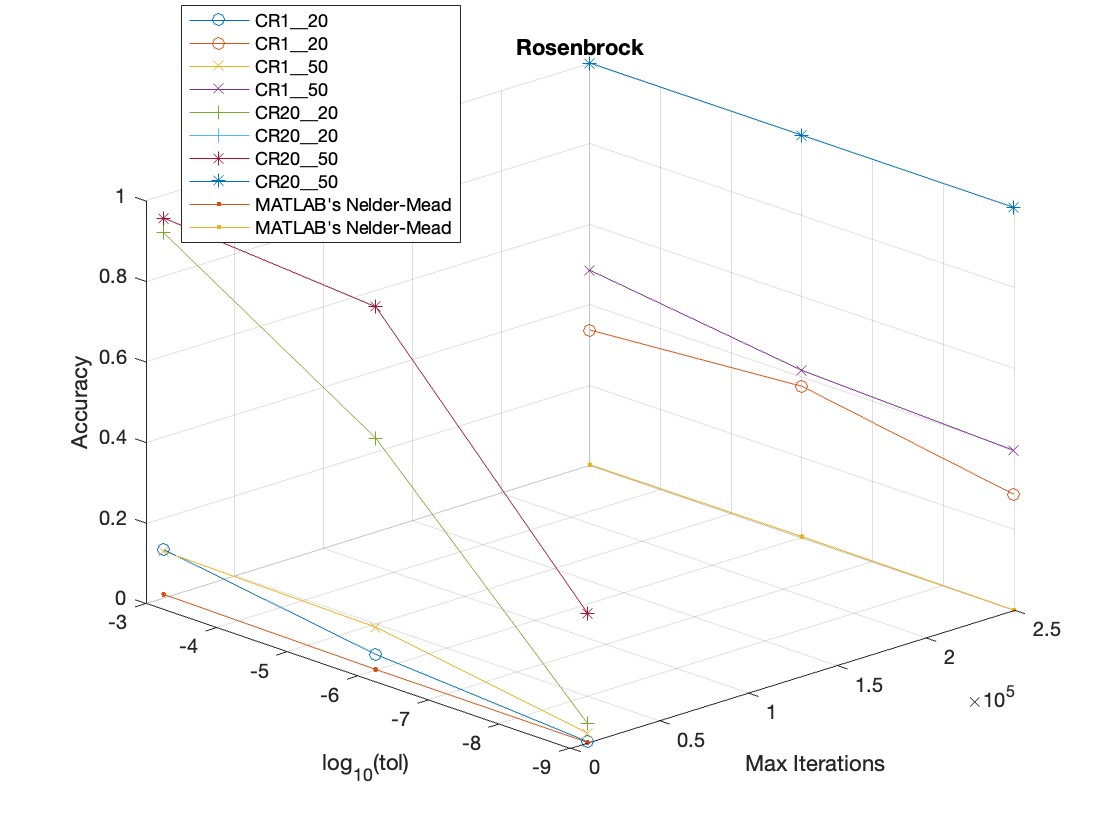 Rosenbrock
CR1__20
CR1__20
CR1__50
CR1__50
CR20__20
CR20__20
CR20__50
CR20__50
MATLAB's Nelder-Mead
MATLAB's Nelder-Mead
Accuracy
1
0.8
0.6
0.4
0.2
0
-3
-4
-5
-6
-7
-8
-9
log10(tol)
0
0.5
1
1.5
2
2.5
×10^5
Max Iterations